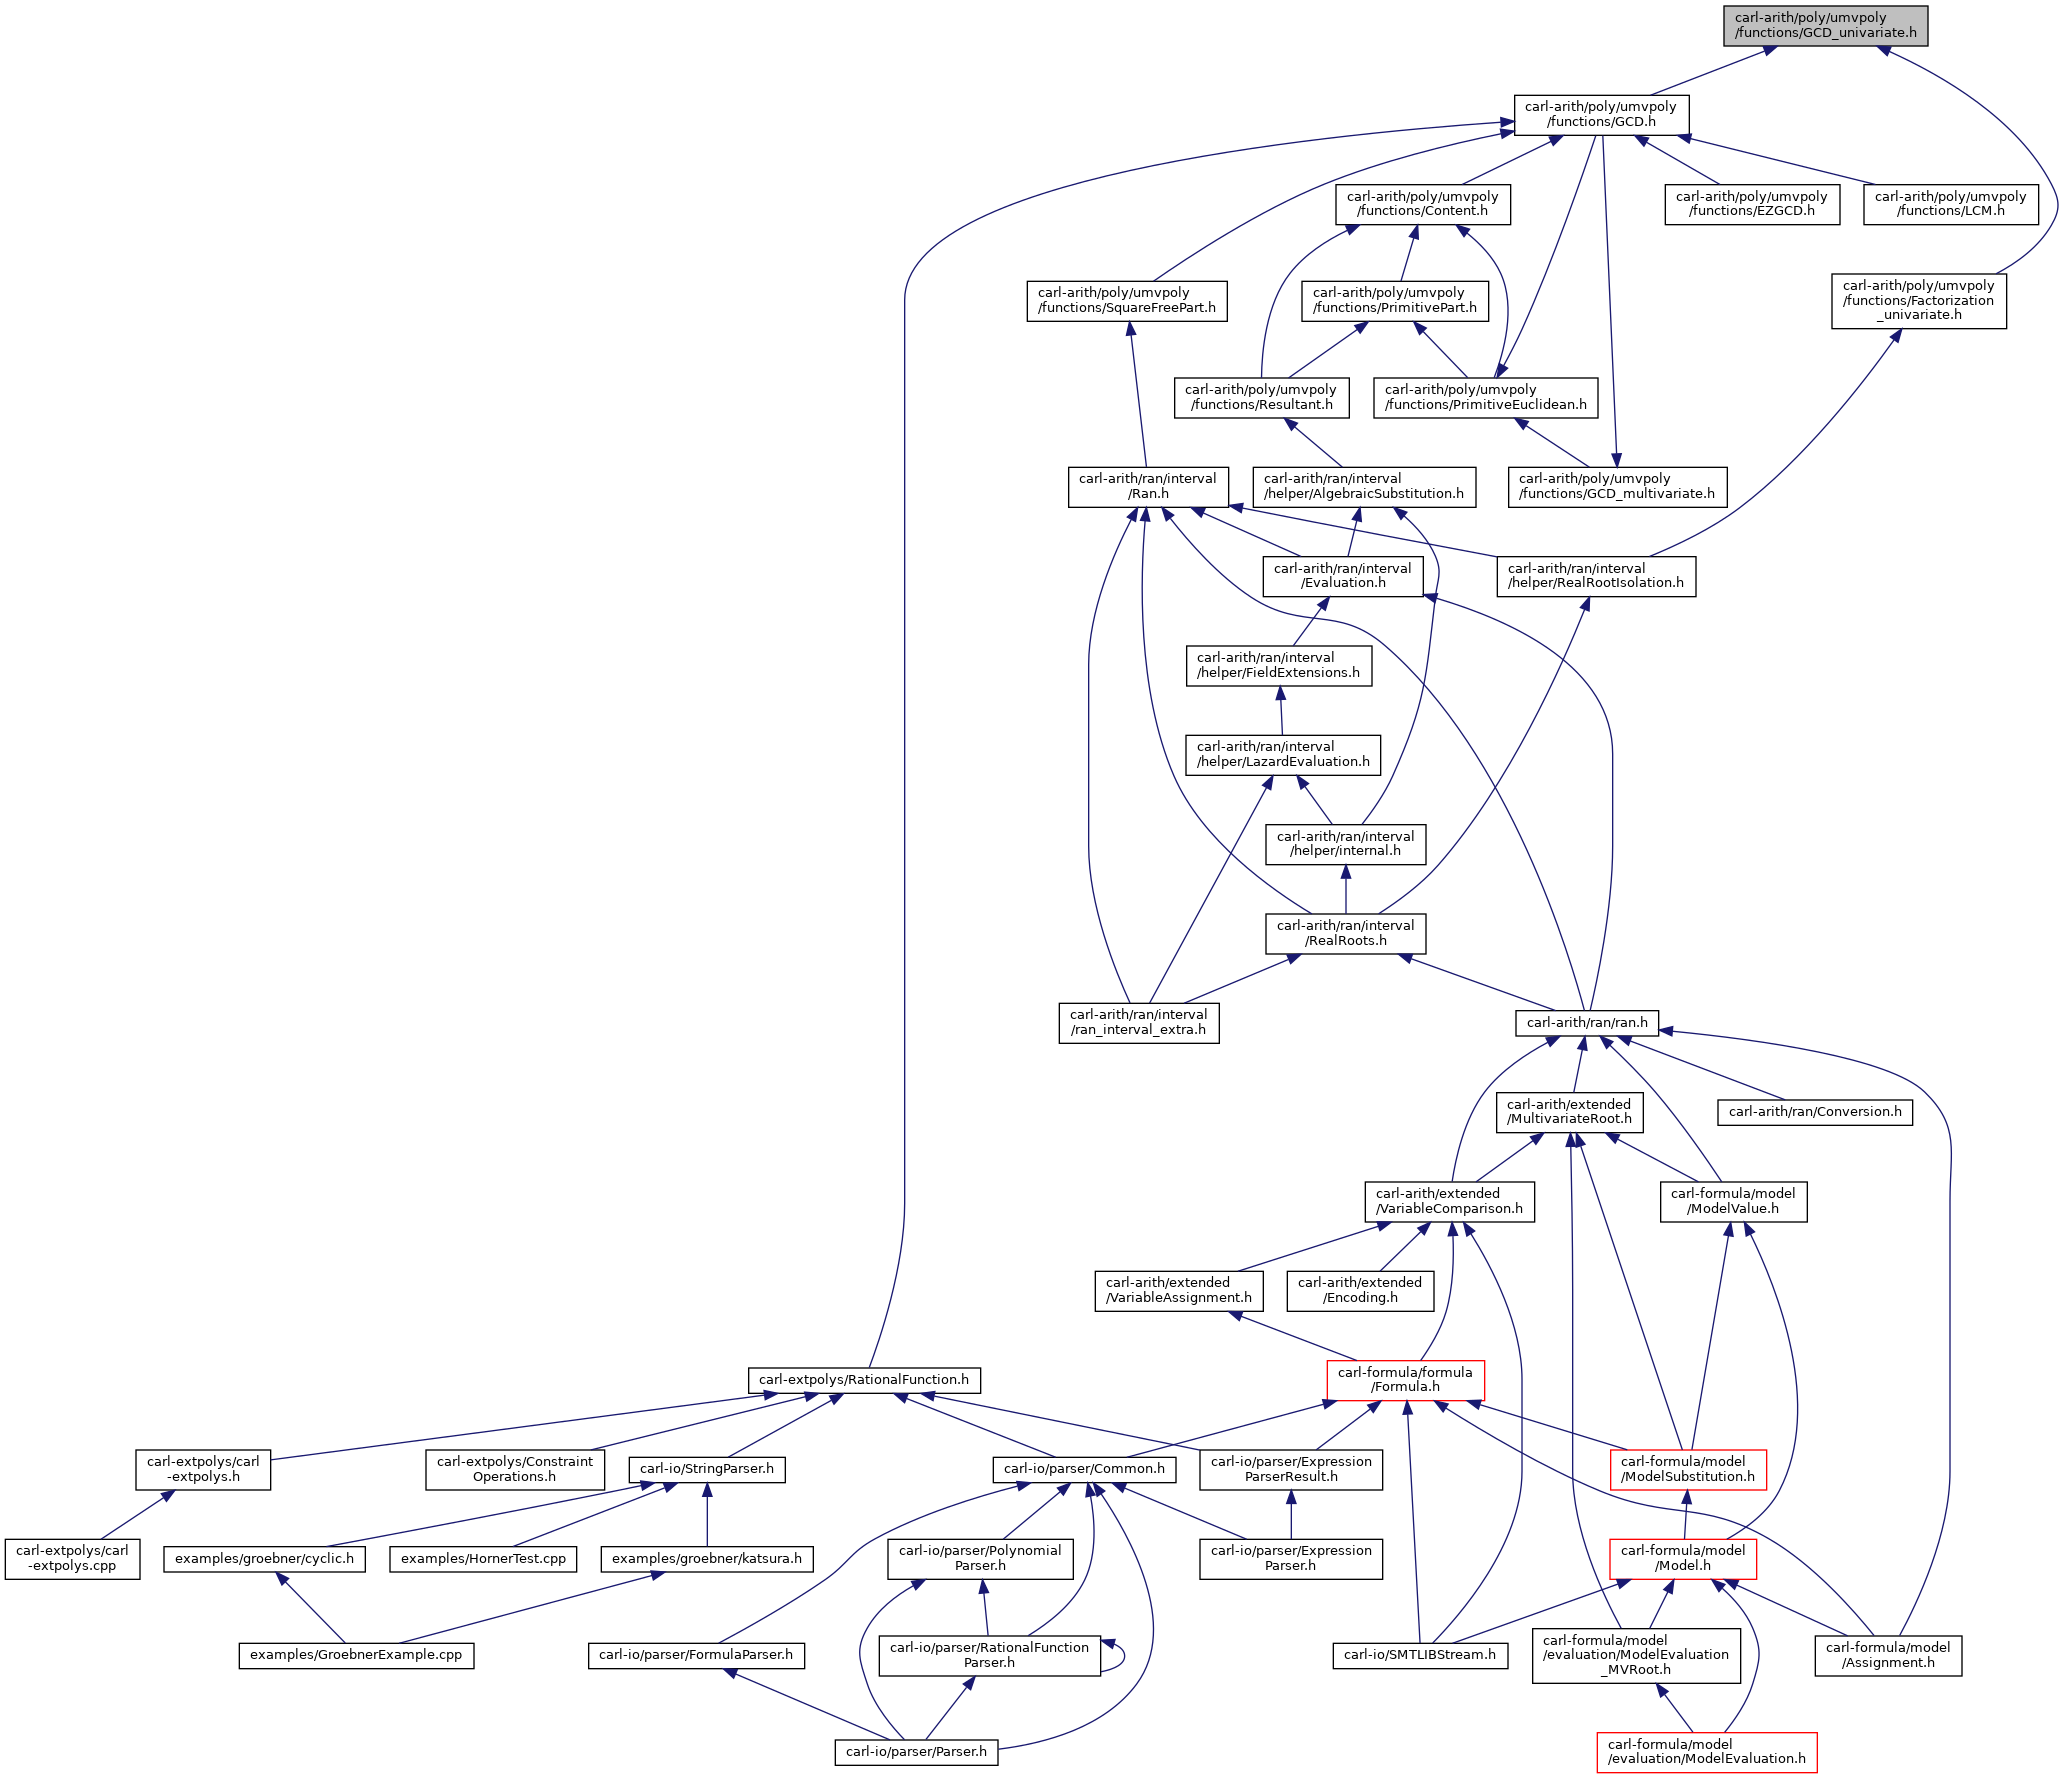 carl-arith/poly/umvpoly
/functions/GCD_univariate.h
carl-arith/poly/umvpoly
/functions/GCD.h
carl-arith/poly/umvpoly
/functions/Content.h
carl-arith/poly/umvpoly
/functions/EZGCD.h
carl-arith/poly/umvpoly
/functions/LCM.h
carl-arith/poly/umvpoly
/functions/SquareFreePart.h
carl-arith/poly/umvpoly
/functions/PrimitivePart.h
carl-arith/poly/umvpoly
/functions/Factorization
_univariate.h
carl-arith/poly/umvpoly
/functions/Resultant.h
carl-arith/poly/umvpoly
/functions/PrimitiveEuclidean.h
carl-arith/ran/interval
/Ran.h
carl-arith/ran/interval
/helper/AlgebraicSubstitution.h
carl-arith/poly/umvpoly
/functions/GCD_multivariate.h
carl-arith/ran/interval
/Evaluation.h
carl-arith/ran/interval
/helper/RealRootIsolation.h
carl-arith/ran/interval
/helper/FieldExtensions.h
carl-arith/ran/interval
/helper/LazardEvaluation.h
carl-arith/ran/interval
/helper/internal.h
carl-arith/ran/interval
/RealRoots.h
carl-arith/ran/interval
/ran_interval_extra.h
carl-arith/ran/ran.h
carl-arith/extended
/MultivariateRoot.h
carl-arith/ran/Conversion.h
carl-arith/extended
/VariableComparison.h
carl-formula/model
/ModelValue.h
carl-arith/extended
/VariableAssignment.h
carl-arith/extended
/Encoding.h
carl-extpolys/RationalFunction.h
carl-formula/formula
/Formula.h
carl-extpolys/carl
-extpolys.h
carl-extpolys/Constraint
Operations.h
carl-io/StringParser.h
carl-io/parser/Common.h
carl-io/parser/Expression
ParserResult.h
carl-formula/model
/ModelSubstitution.h
carl-extpolys/carl
-extpolys.cpp
examples/groebner/cyclic.h
examples/HornerTest.cpp
examples/groebner/katsura.h
carl-io/parser/Polynomial
Parser.h
carl-io/parser/Expression
Parser.h
carl-formula/model
/Model.h
examples/GroebnerExample.cpp
carl-io/parser/FormulaParser.h
carl-io/parser/RationalFunction
Parser.h
carl-io/SMTLIBStream.h
carl-formula/model
/evaluation/ModelEvaluation
_MVRoot.h
carl-formula/model
/Assignment.h
carl-io/parser/Parser.h
carl-formula/model
/evaluation/ModelEvaluation.h